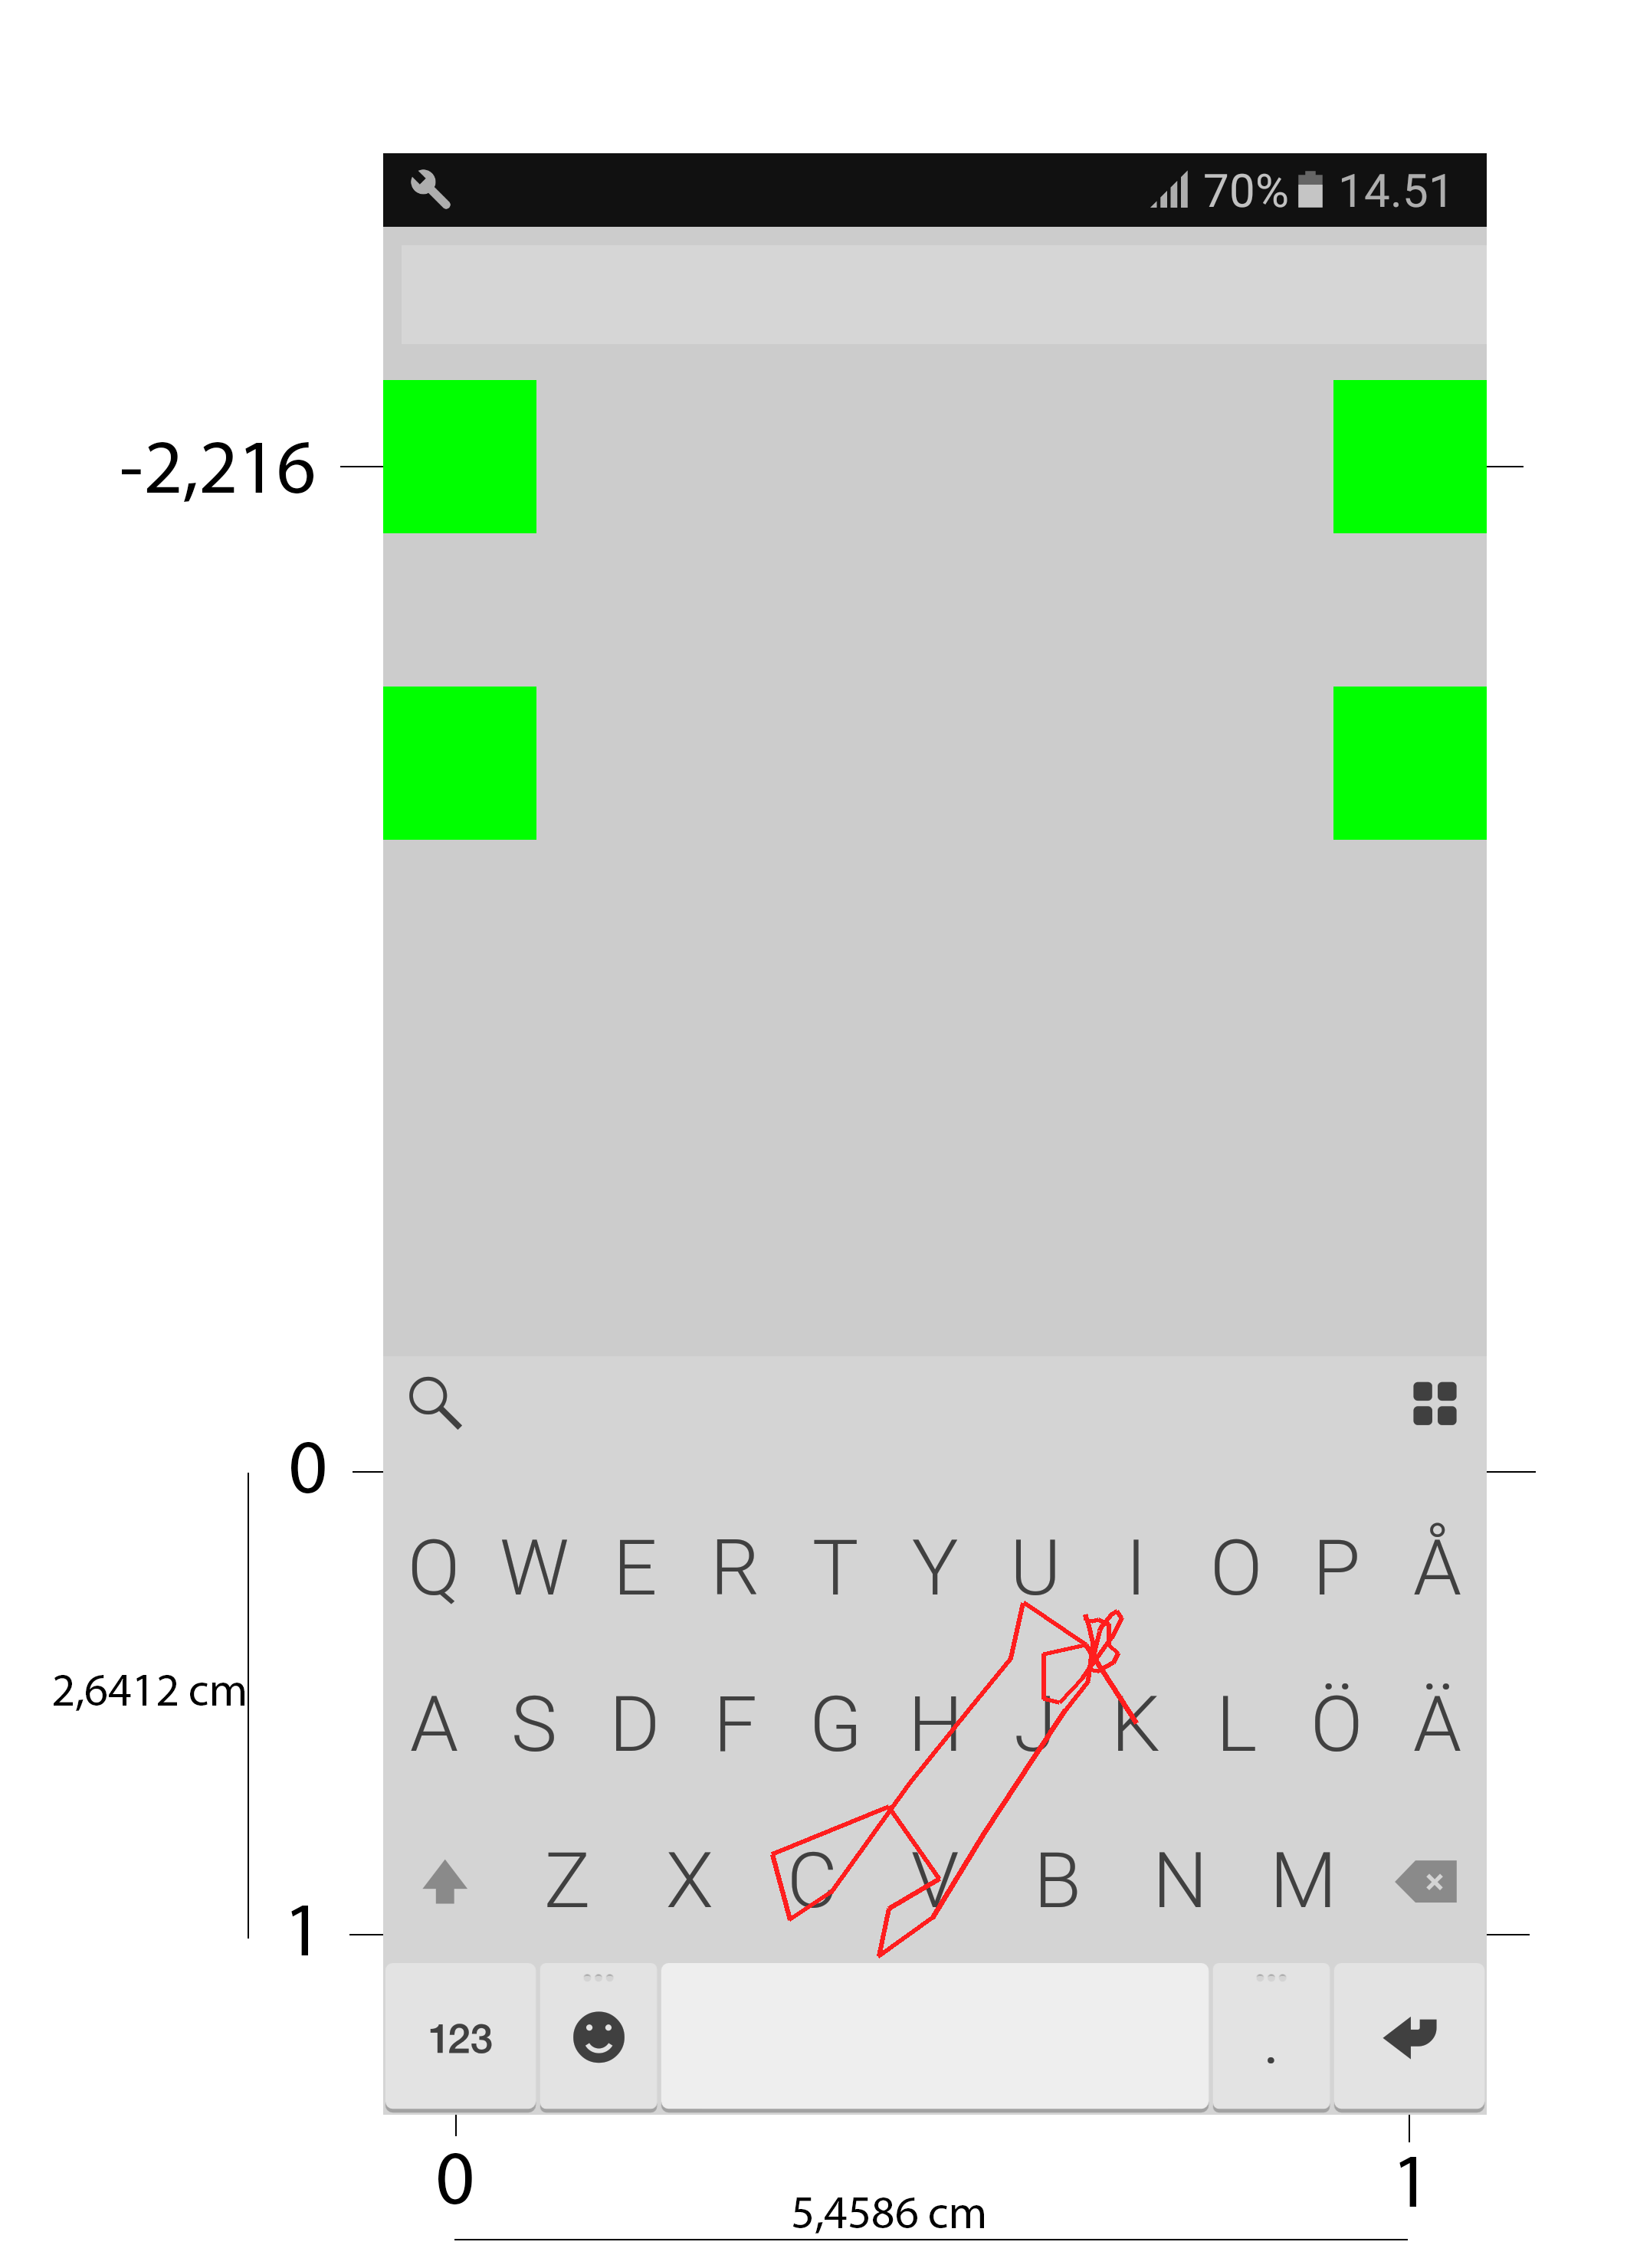 70% 14.51
-2,216
0
Q W E R T Y U I O P Å
2,6412 cm
A S D F G H J K L Ö Ä
Z X C V B N M
1
123 .
0 1
5,4586 cm